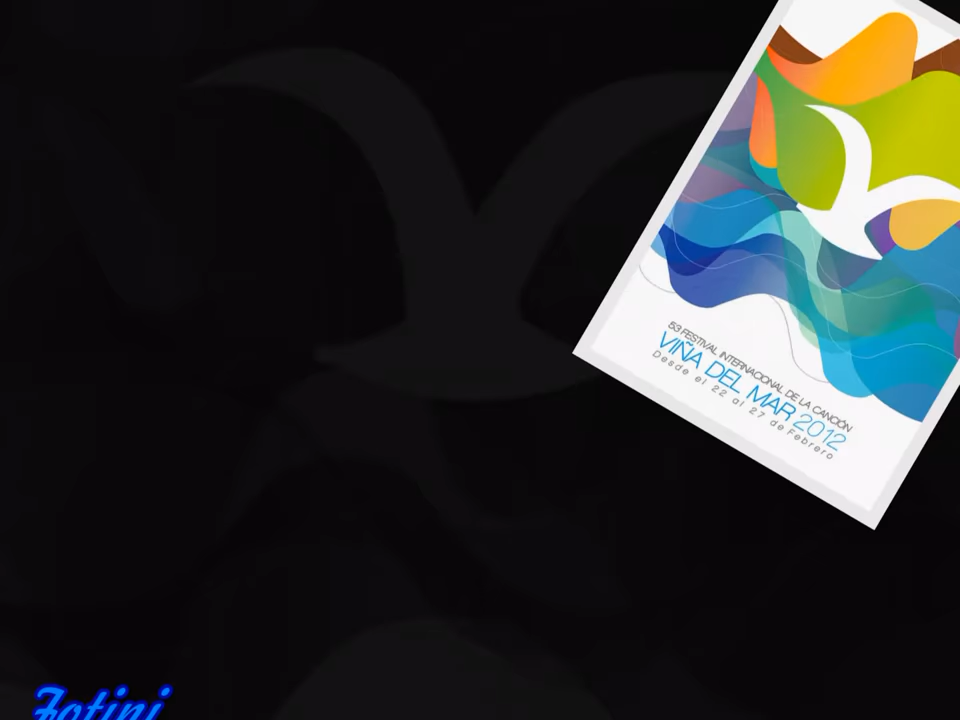 53 FESTIVAL INTERNACIONAL DE LA CANCIÓN
VIÑA DEL MAR 2012
Desde el 22 al 27 de Febrero
Fotini